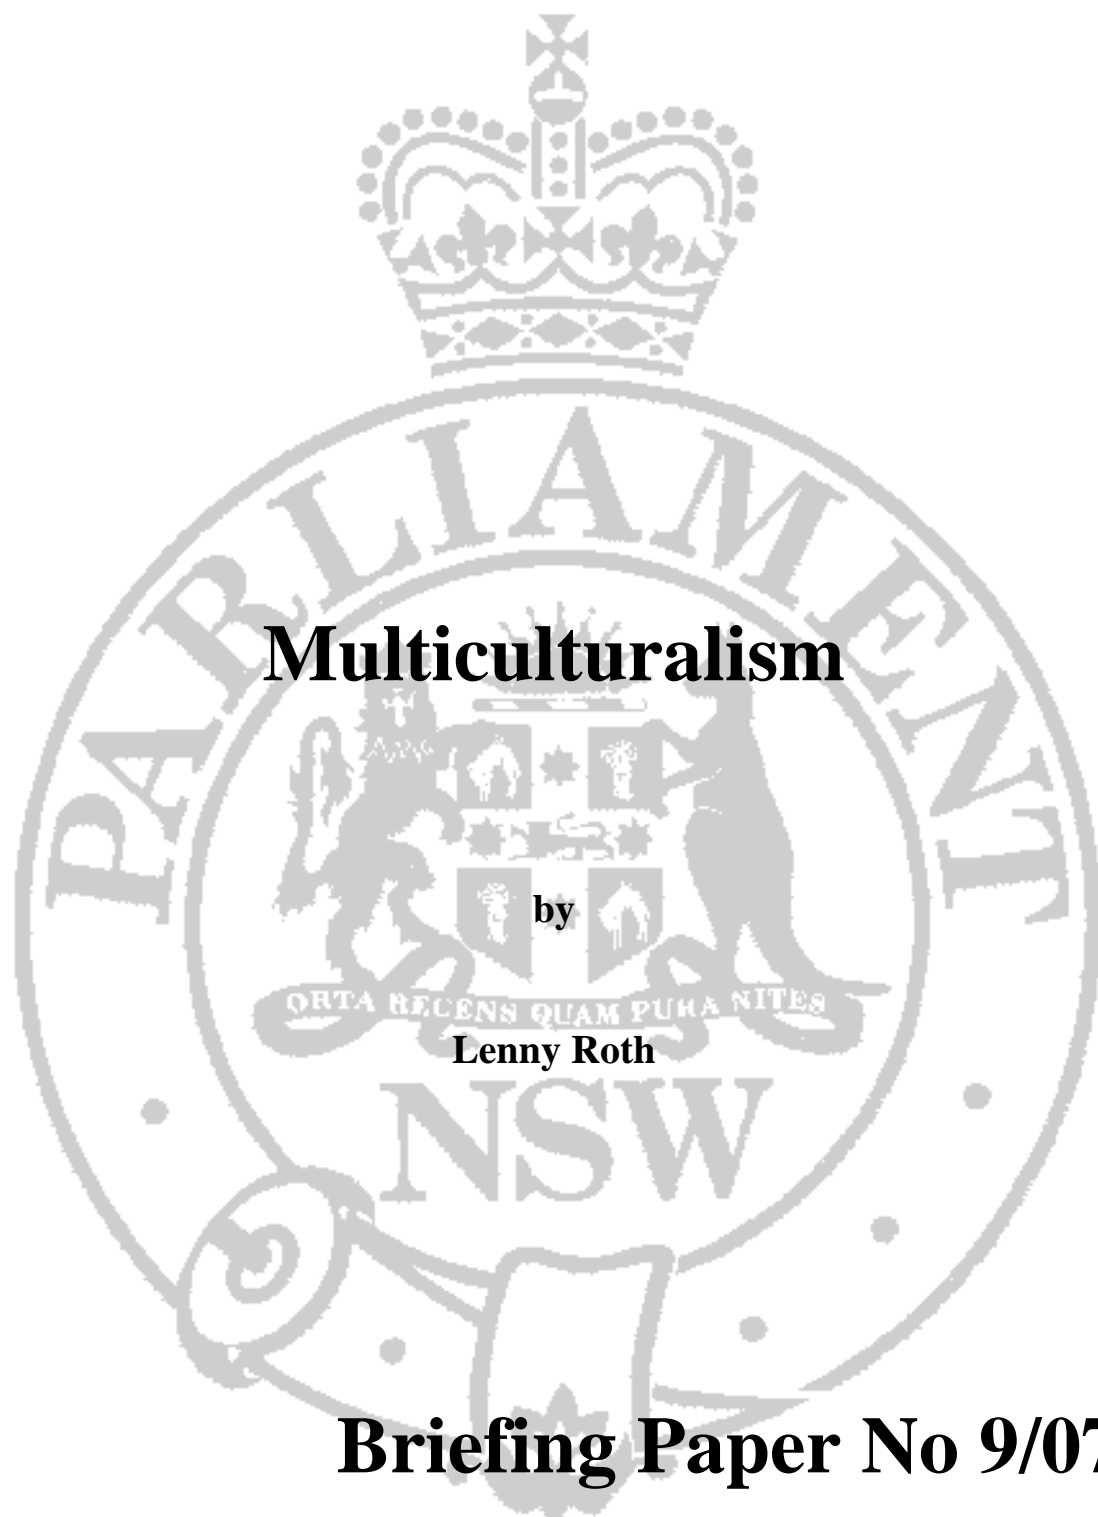 PARLIAMENT
Multiculturalism
by
ORTA RECENS QUAM PURA NITES
Lenny Roth
NSW
Briefing Paper No 9/07